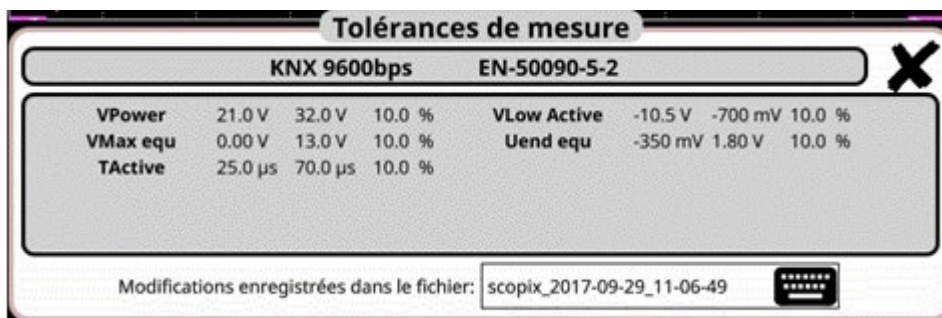 Tolérances de mesure
KNX 9600bps EN-50090-5-2
VPower 21.0 V 32.0 V 10.0 % VLow Active -10.5 V -700 mV 10.0 %
VMax equ 0.00 V 13.0 V 10.0 % Uend equ -350 mV 1.80 V 10.0 %
TActive 25.0 µs 70.0 µs 10.0 %
Modifications enregistrées dans le fichier: scopix_2017-09-29_11-06-49